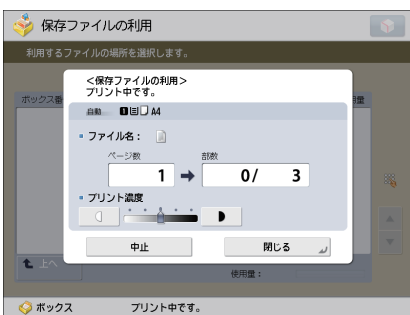 保存ファイルの利用
利用するファイルの場所を選択します。
ボックス番
<保存ファイルの利用>
プリント中です。
自動 1 A4
ファイル名：
ページ数 部数
1 → 0/ 3
プリント濃度
中止 閉じる
上へ
使用量：
ボックス プリント中です。